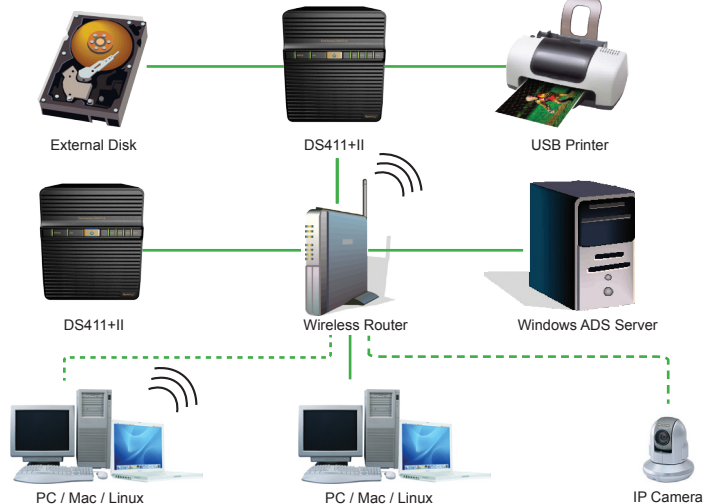 External Disk
DS411+II
USB Printer
DS411+II
Wireless Router
Windows ADS Server
PC / Mac / Linux
PC / Mac / Linux
IP Camera